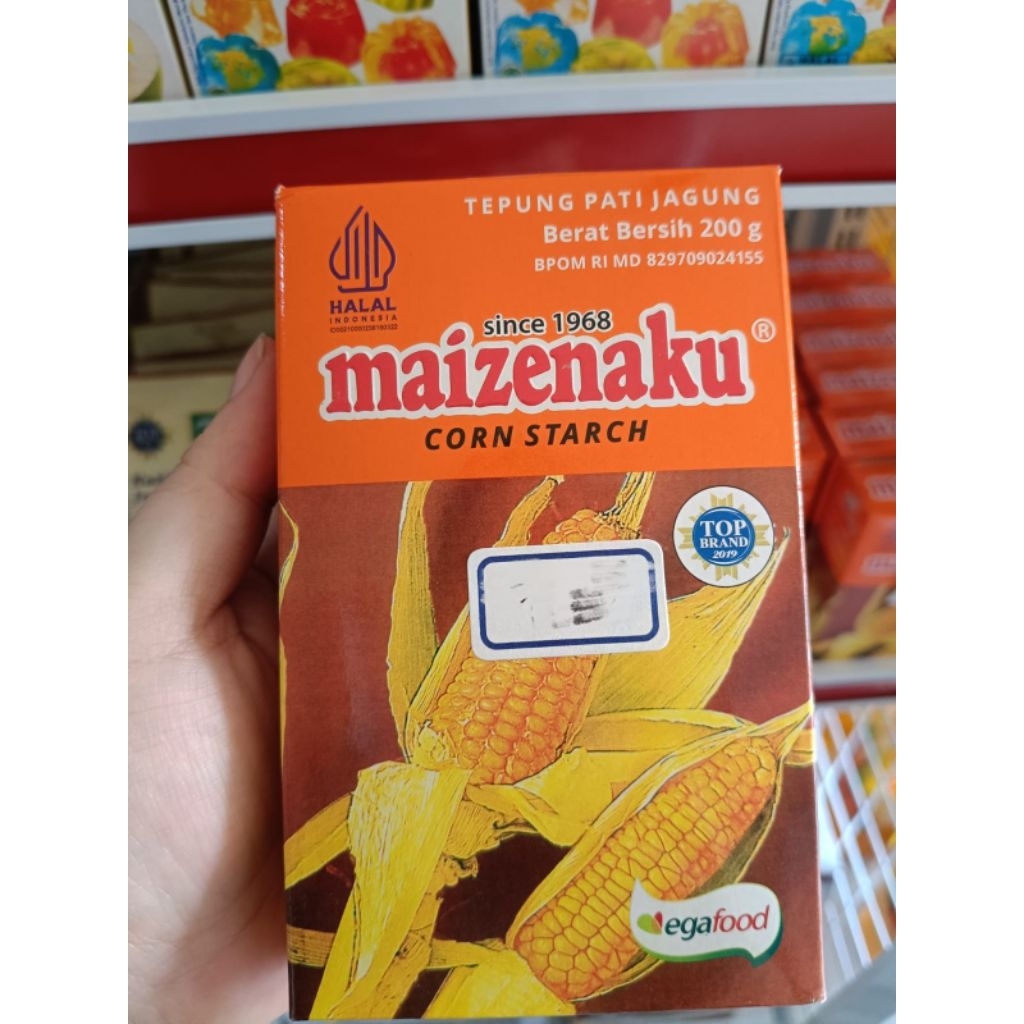 TEPUNG PATI JAGUNG
Berat Bersih 200 g
BPOM RI MD 829709024155
HALAL
INDONESIA
since 1968
maizenaku®
CORN STARCH
TOP
BRAND
2019
Vegafood